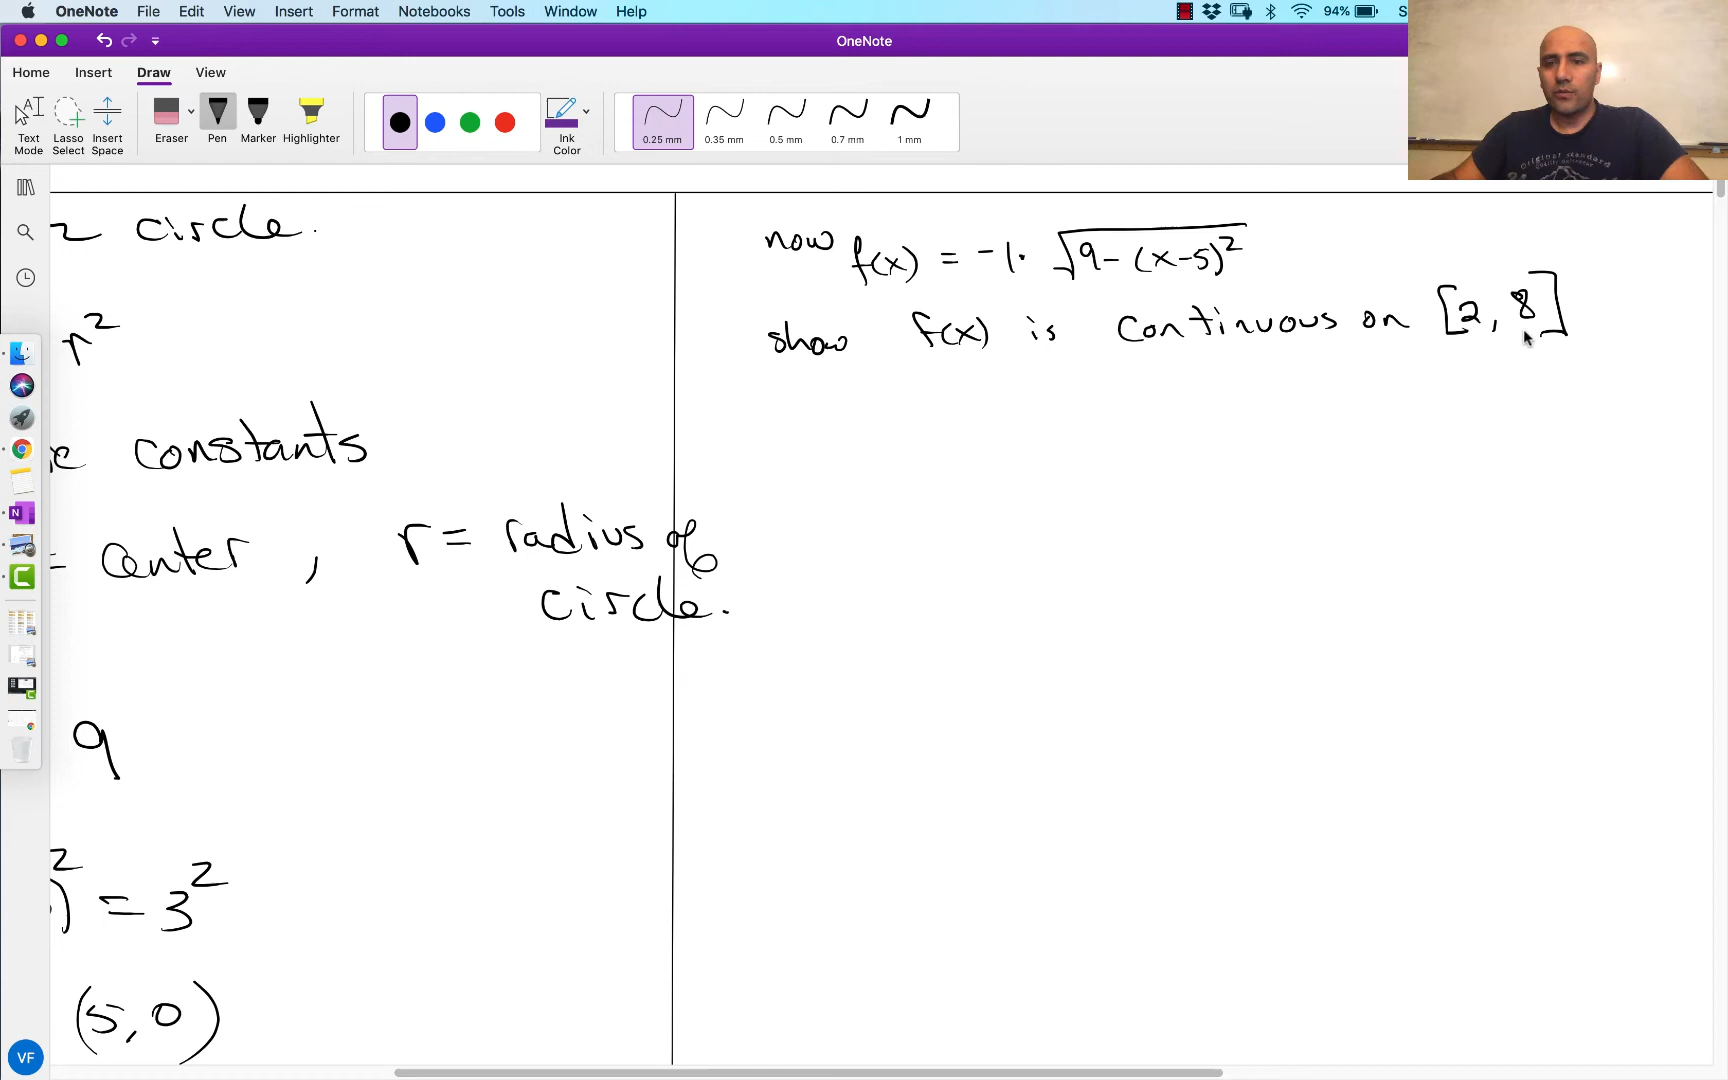 OneNote File Edit View Insert Format Notebooks Tools Window Help
94%
OneNote
Home Insert Draw View
Text Mode
Lasso Select
Insert Space
Eraser
Pen
Marker
Highlighter
Ink Color
0.25 mm
0.35 mm
0.5 mm
0.7 mm
1 mm
Original Standard
circle.
r²
constants
= center , r = radius of
circle.
9
)² = 3²
(5, 0)
now f(x) = -1· √(9-(x-5)²)
show f(x) is continuous on [2, 8]
VF